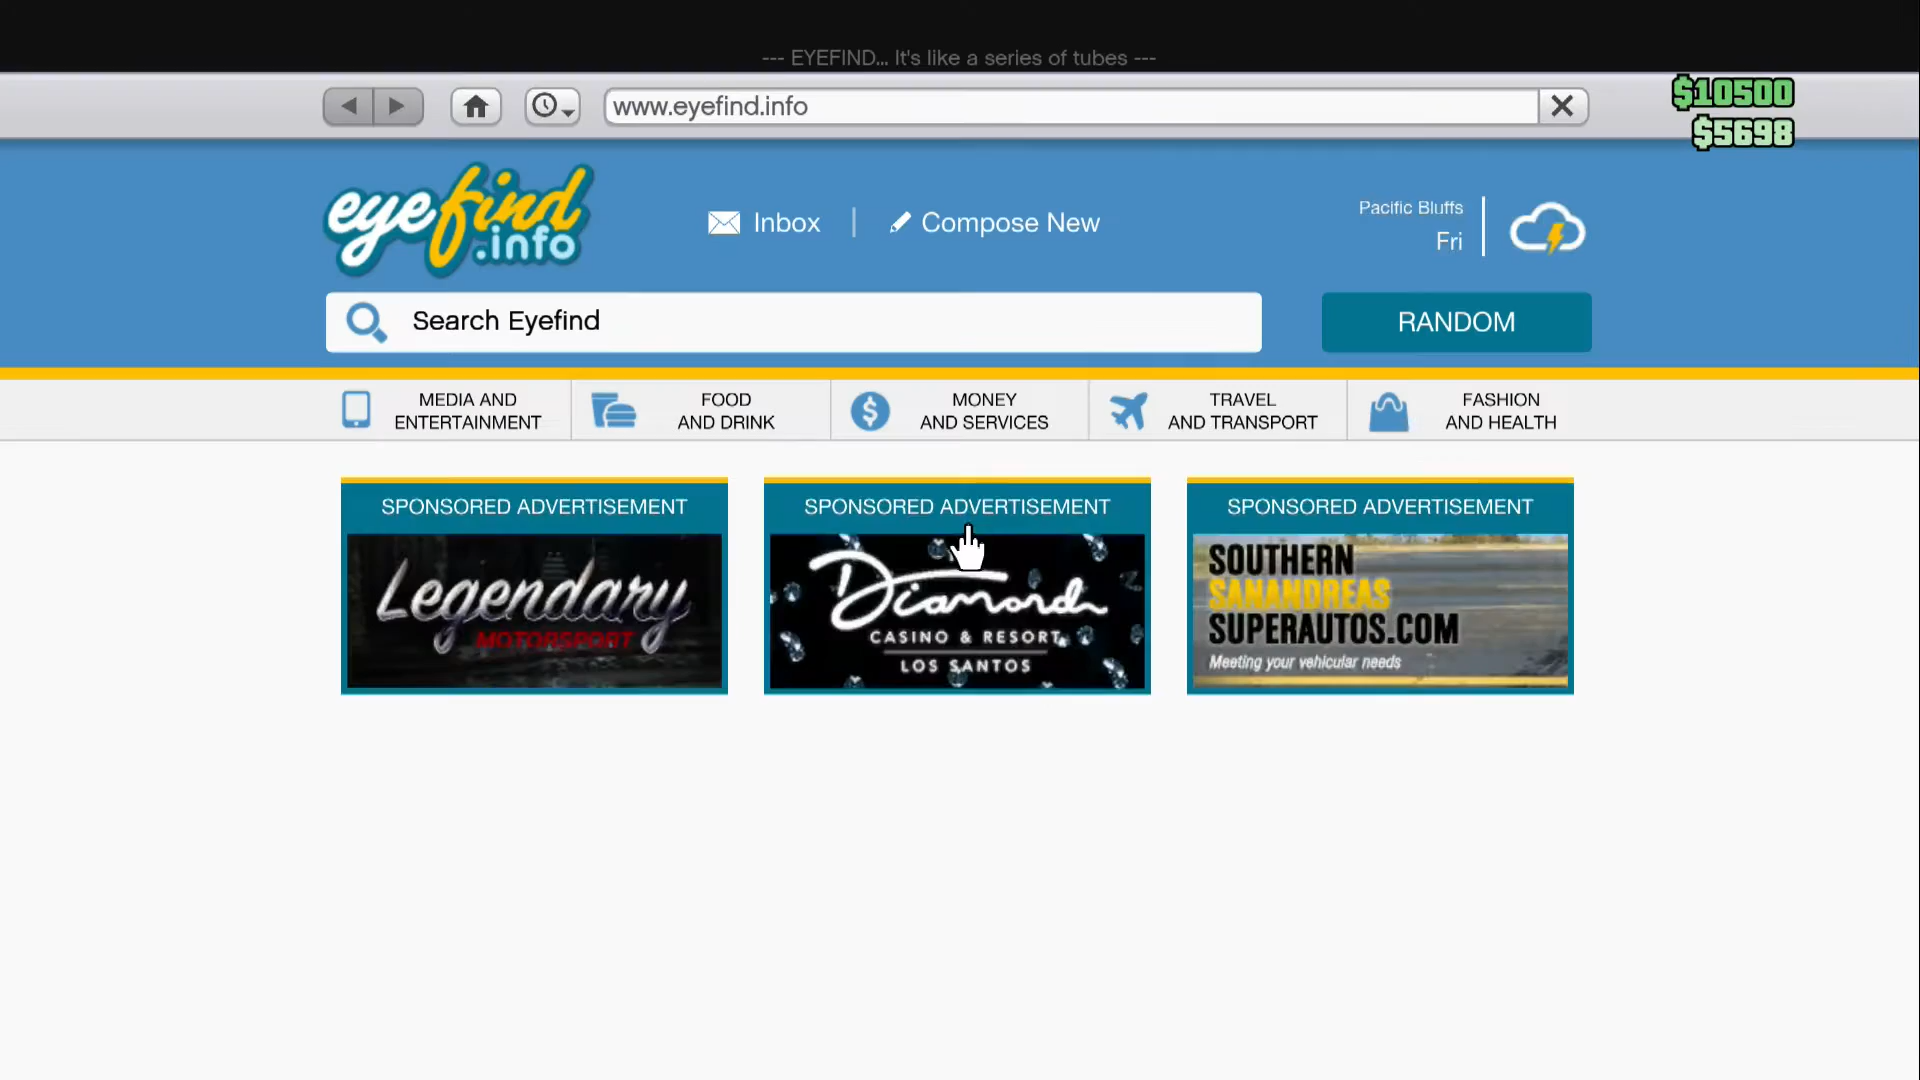 --- EYEFIND... It's like a series of tubes ---
www.eyefind.info
$10500
$5698
eyefind
.info
Inbox
Compose New
Pacific Bluffs
Fri
Search Eyefind
RANDOM
MEDIA AND
ENTERTAINMENT
FOOD
AND DRINK
MONEY
AND SERVICES
TRAVEL
AND TRANSPORT
FASHION
AND HEALTH
SPONSORED ADVERTISEMENT
Legendary
MOTORSPORT
SPONSORED ADVERTISEMENT
Diamond
CASINO & RESORT
LOS SANTOS
SPONSORED ADVERTISEMENT
SOUTHERN
SANANDREAS
SUPERAUTOS.COM
Meeting your vehicular needs